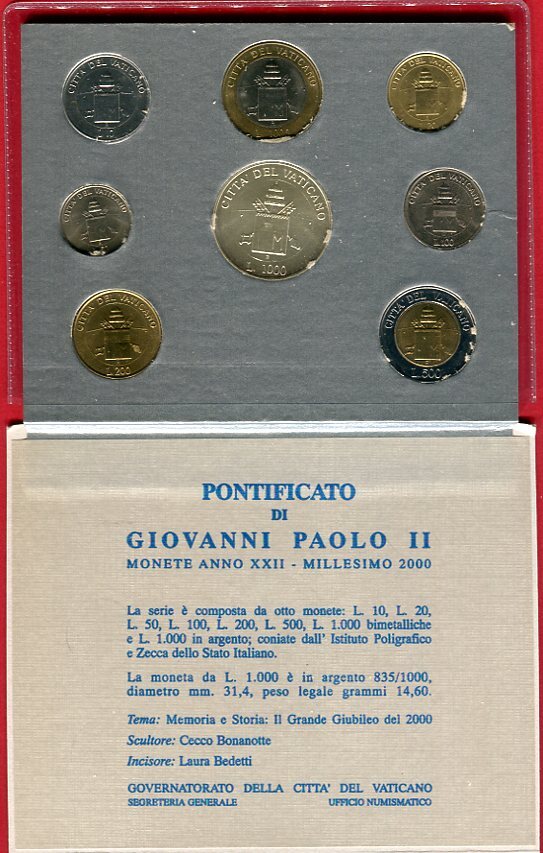 CITTA' DEL VATICANO
L. 10
CITTA' DEL VATICANO
CITTA' DEL VATICANO
CITTA' DEL VATICANO
CITTA' DEL VATICANO
L. 1000
CITTA' DEL VATICANO
L. 100
CITTA' DEL VATICANO
L. 200
CITTA' DEL VATICANO
L. 500
PONTIFICATO
DI
GIOVANNI PAOLO II
MONETE ANNO XXII - MILLESIMO 2000
La serie è composta da otto monete: L. 10, L. 20,
L. 50, L. 100, L. 200, L. 500, L. 1.000 bimetalliche
e L. 1.000 in argento; coniate dall' Istituto Poligrafico
e Zecca dello Stato Italiano.
La moneta da L. 1.000 è in argento 835/1000,
diametro mm. 31,4, peso legale grammi 14,60.
Tema: Memoria e Storia: Il Grande Giubileo del 2000
Scultore: Cecco Bonanotte
Incisore: Laura Bedetti
GOVERNATORATO DELLA CITTA' DEL VATICANO
SEGRETERIA GENERALE UFFICIO NUMISMATICO